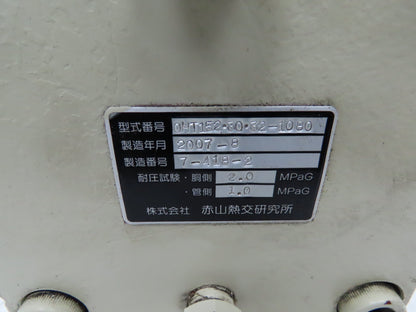 型式番号
製造年月 2007-8
製造番号 7-418-2
耐圧試験・胴側 2.0 MPaG
・管側 1.0 MPaG
株式会社 赤山熱交研究所